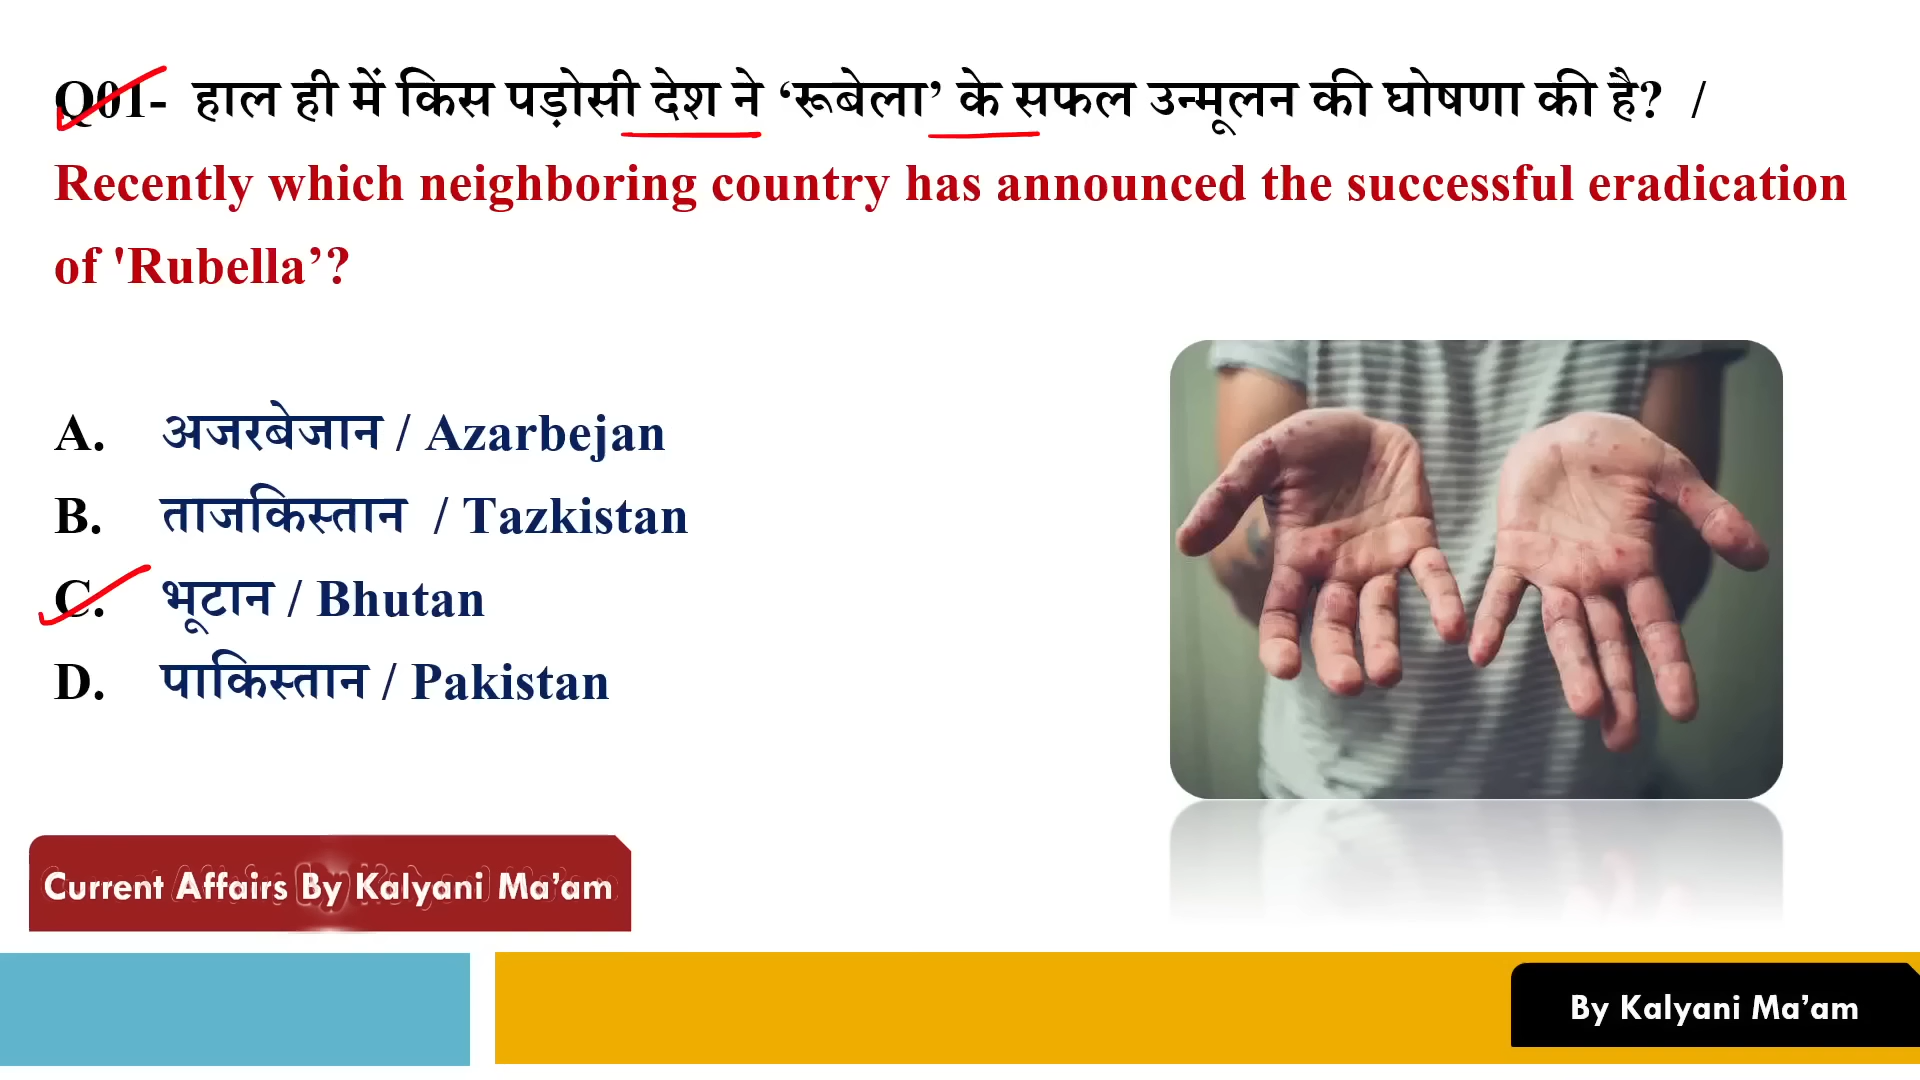 Q01- हाल ही में किस पड़ोसी देश ने ‘रूबेला’ के सफल उन्मूलन की घोषणा की है? /
Recently which neighboring country has announced the successful eradication
of 'Rubella’?
A. अजरबेजान / Azarbejan
B. ताजकिस्तान / Tazkistan
C. भूटान / Bhutan
D. पाकिस्तान / Pakistan
Current Affairs By Kalyani Ma’am
By Kalyani Ma’am